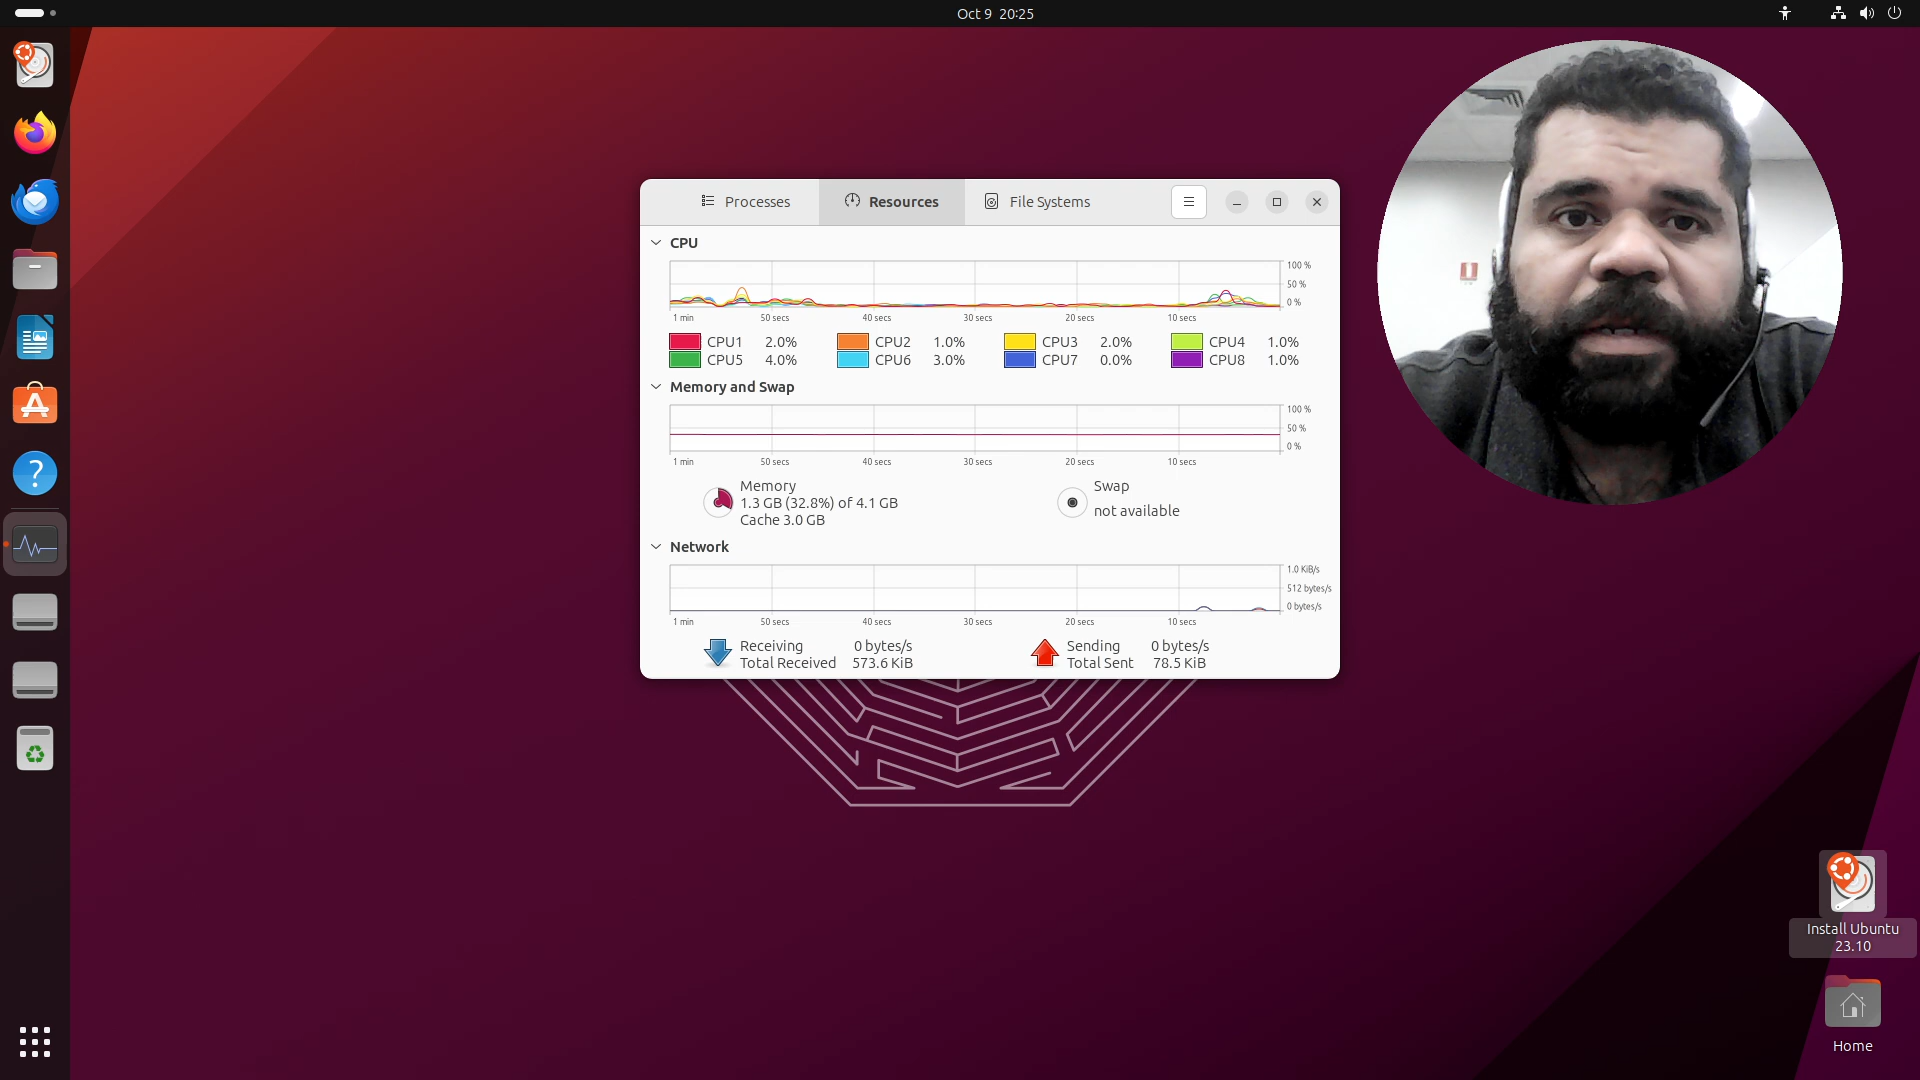 Oct 9 20:25
Processes
Resources
File Systems
CPU
100 %
50 %
0 %
1 min 50 secs 40 secs 30 secs 20 secs 10 secs
CPU1 2.0% CPU2 1.0% CPU3 2.0% CPU4 1.0%
CPU5 4.0% CPU6 3.0% CPU7 0.0% CPU8 1.0%
Memory and Swap
100 %
50 %
0 %
1 min 50 secs 40 secs 30 secs 20 secs 10 secs
Memory
1.3 GB (32.8%) of 4.1 GB
Cache 3.0 GB
Swap
not available
Network
1.0 KiB/s
512 bytes/s
0 bytes/s
1 min 50 secs 40 secs 30 secs 20 secs 10 secs
Receiving 0 bytes/s
Total Received 573.6 KiB
Sending 0 bytes/s
Total Sent 78.5 KiB
Install Ubuntu
23.10
Home